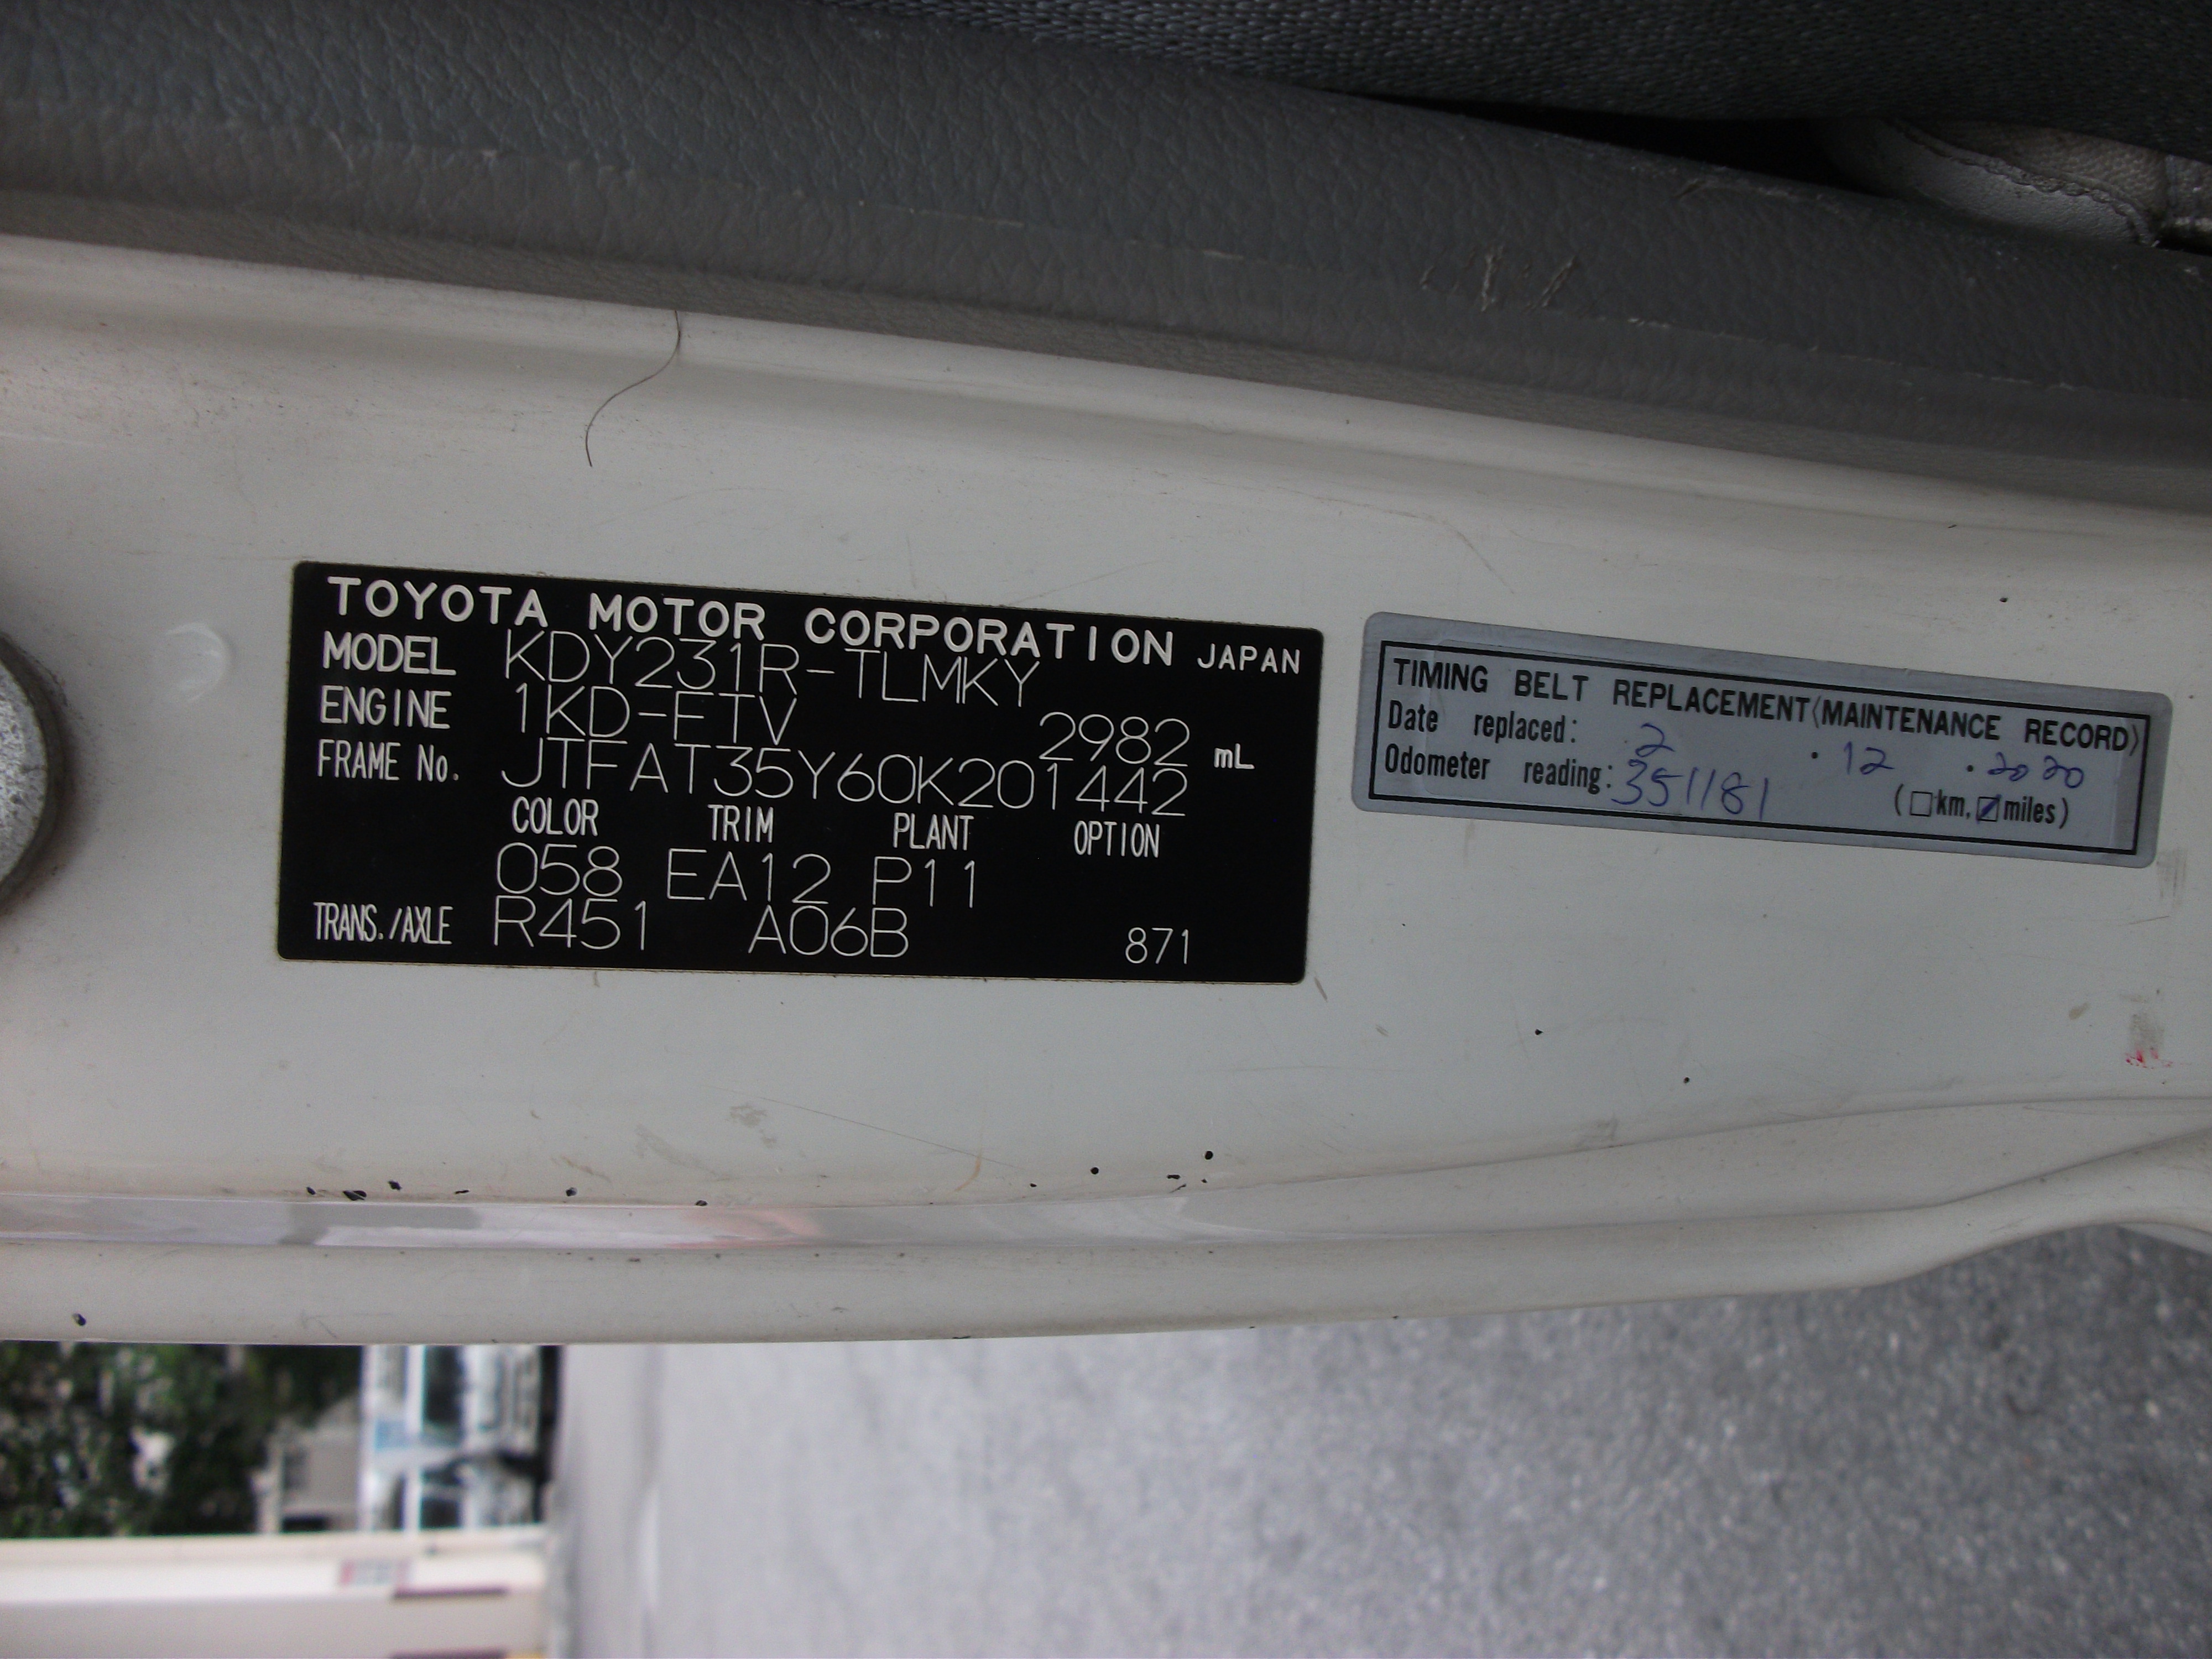 TOYOTA MOTOR CORPORATION JAPAN
MODEL KDY231R-TLMKY
ENGINE 1KD-FTV 2982 mL
FRAME No. JTFAT35Y60K201442
COLOR TRIM PLANT OPTION
058 EA12 P11
TRANS./AXLE R451 A06B 871
TIMING BELT REPLACEMENT(MAINTENANCE RECORD)
Date replaced: 2 . 12 . 2020
Odometer reading: 351181 (□km, ☑miles)